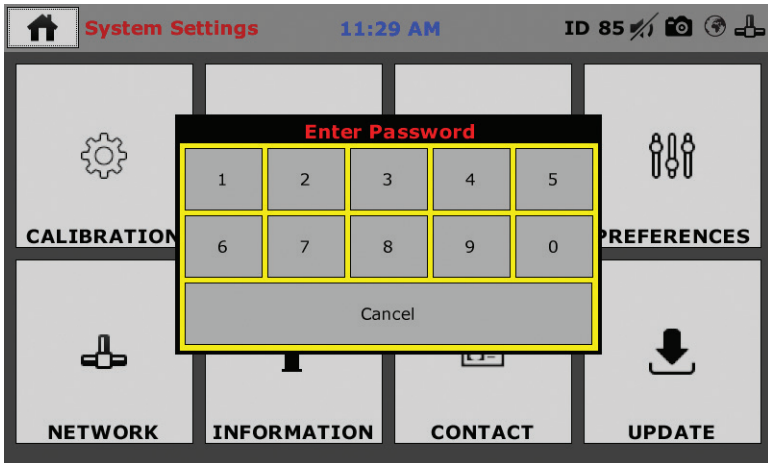 System Settings 11:29 AM ID 85
Enter Password
1 2 3 4 5
CALIBRATION PREFERENCES
6 7 8 9 0
Cancel
NETWORK INFORMATION CONTACT UPDATE